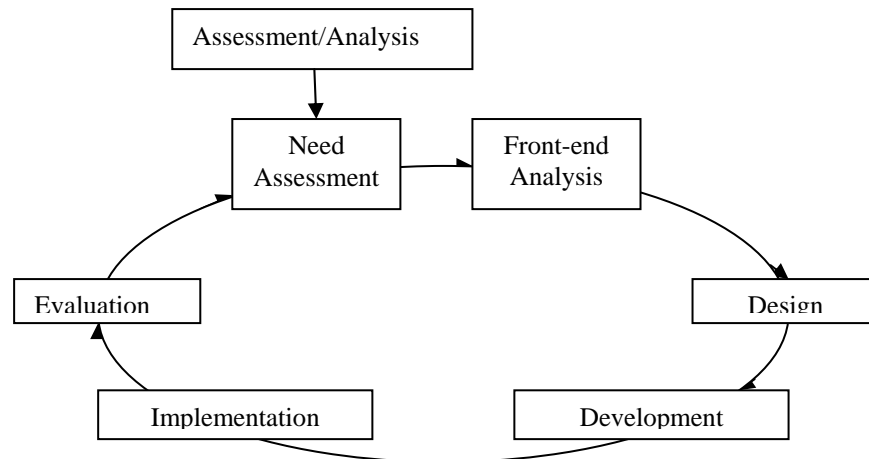 Assessment/Analysis
Need
Assessment
Front-end
Analysis
Evaluation
Design
Implementation
Development